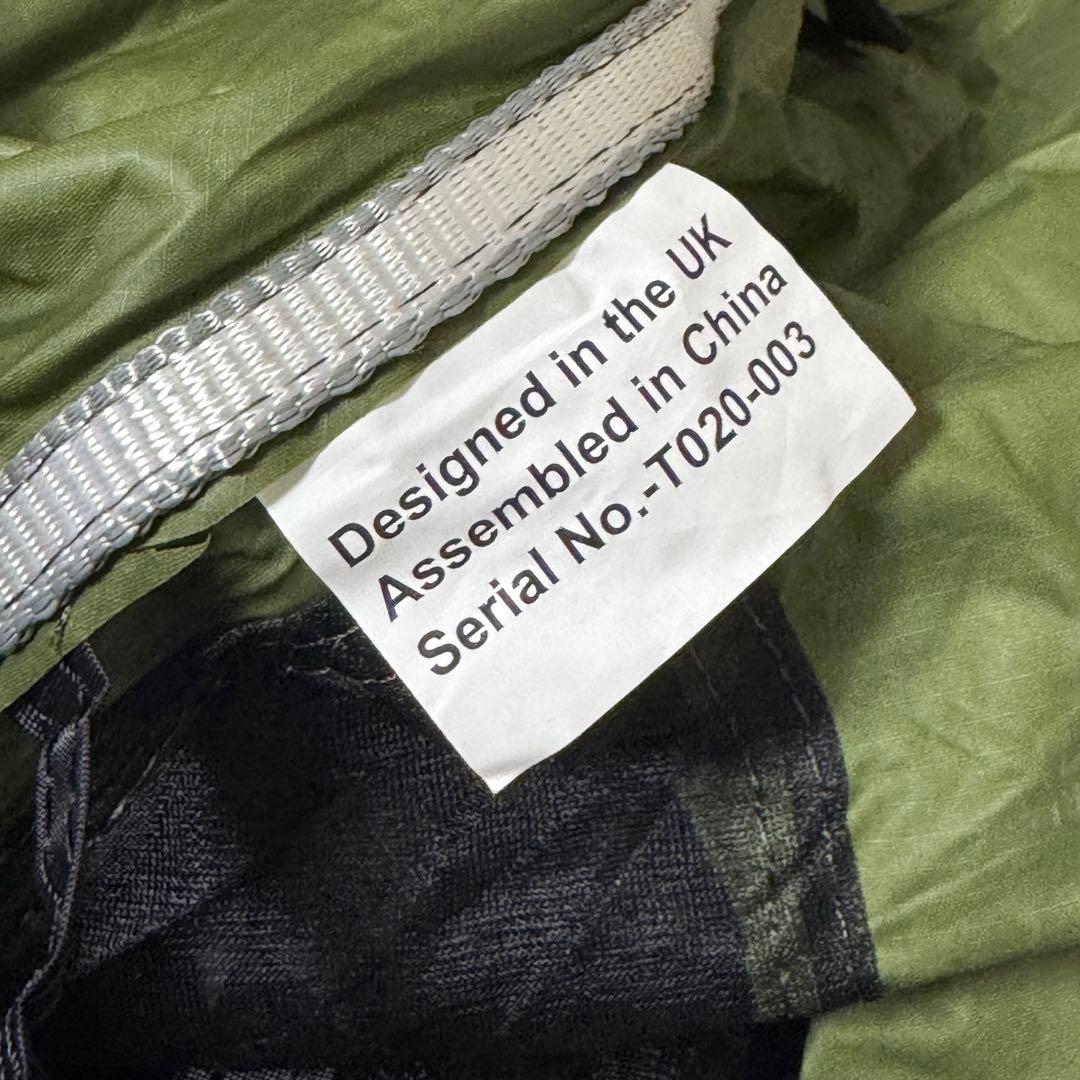 Designed in the UK
Assembled in China
Serial No.-T020-003